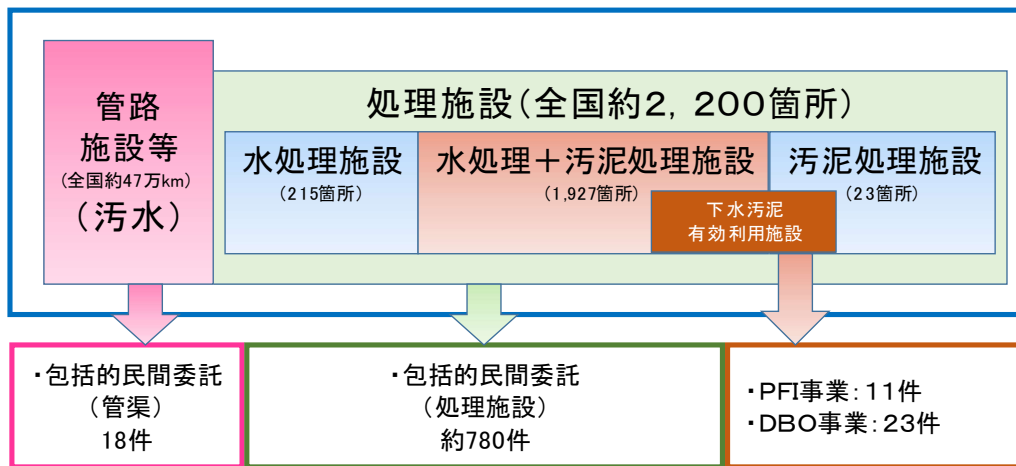 管路
施設等
(全国約47万km)
(汚水)
処理施設(全国約2, 200箇所)
水処理施設
(215箇所)
水処理+汚泥処理施設
(1,927箇所)
汚泥処理施設
(23箇所)
下水汚泥
有効利用施設
・包括的民間委託
(管渠)
18件
・包括的民間委託
(処理施設)
約780件
・PFI事業：11件
・DBO事業：23件